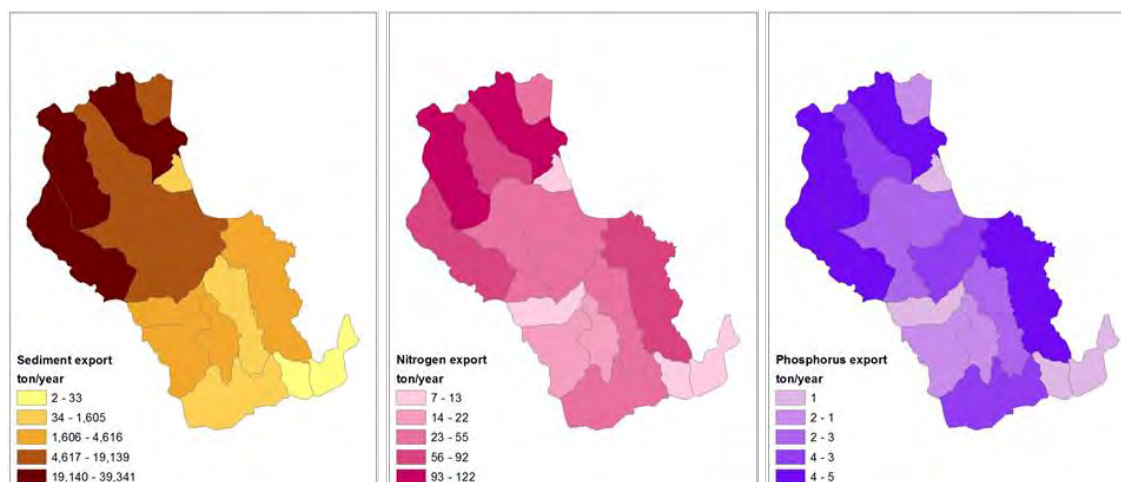 Sediment export
ton/year
2 - 33
34 - 1,605
1,606 - 4,616
4,617 - 19,139
19,140 - 39,341
Nitrogen export
ton/year
7 - 13
14 - 22
23 - 55
56 - 92
93 - 122
Phosphorus export
ton/year
1
2 - 1
2 - 3
4 - 3
4 - 5